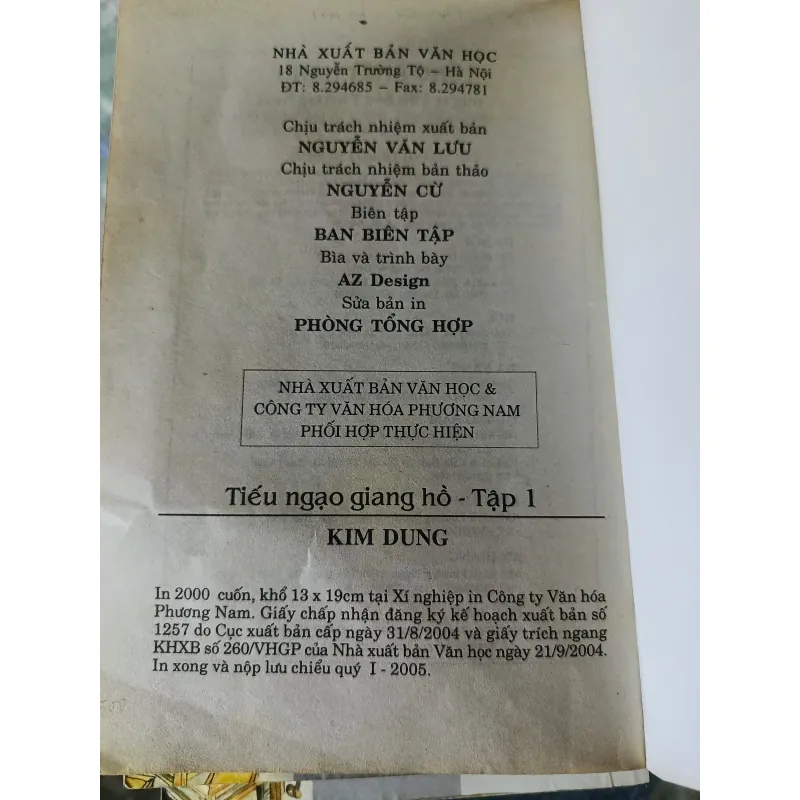 NHÀ XUẤT BẢN VĂN HỌC
18 Nguyễn Trường Tộ – Hà Nội
ĐT: 8.294685 – Fax: 8.294781
Chịu trách nhiệm xuất bản
NGUYỄN VĂN LƯU
Chịu trách nhiệm bản thảo
NGUYỄN CỪ
Biên tập
BAN BIÊN TẬP
Bìa và trình bày
AZ Design
Sửa bản in
PHÒNG TỔNG HỢP
NHÀ XUẤT BẢN VĂN HỌC &
CÔNG TY VĂN HÓA PHƯƠNG NAM
PHỐI HỢP THỰC HIỆN
Tiếu ngạo giang hồ - Tập 1
KIM DUNG
In 2000 cuốn, khổ 13 x 19cm tại Xí nghiệp in Công ty Văn hóa
Phương Nam. Giấy chấp nhận đăng ký kế hoạch xuất bản số
1257 do Cục xuất bản cấp ngày 31/8/2004 và giấy trích ngang
KHXB số 260/VHGP của Nhà xuất bản Văn học ngày 21/9/2004.
In xong và nộp lưu chiểu quý I - 2005.